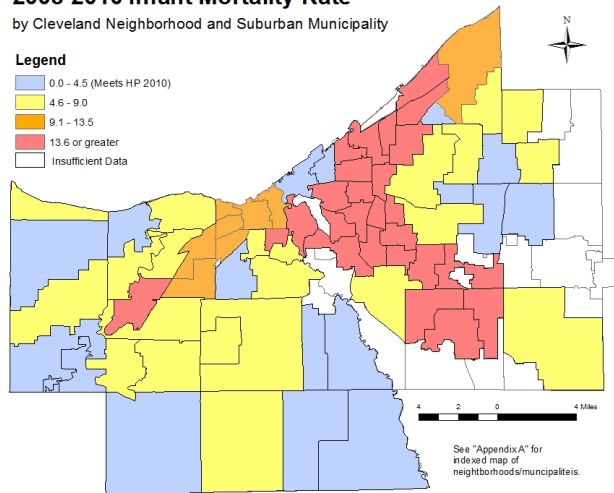 2008-2010 Infant Mortality Rate
by Cleveland Neighborhood and Suburban Municipality
N
Legend
0.0 - 4.5 (Meets HP 2010)
4.6 - 9.0
9.1 - 13.5
13.6 or greater
Insufficient Data
4 2 0 4 Miles
See "Appendix A" for
indexed map of
neightborhoods/muncipaliteis.